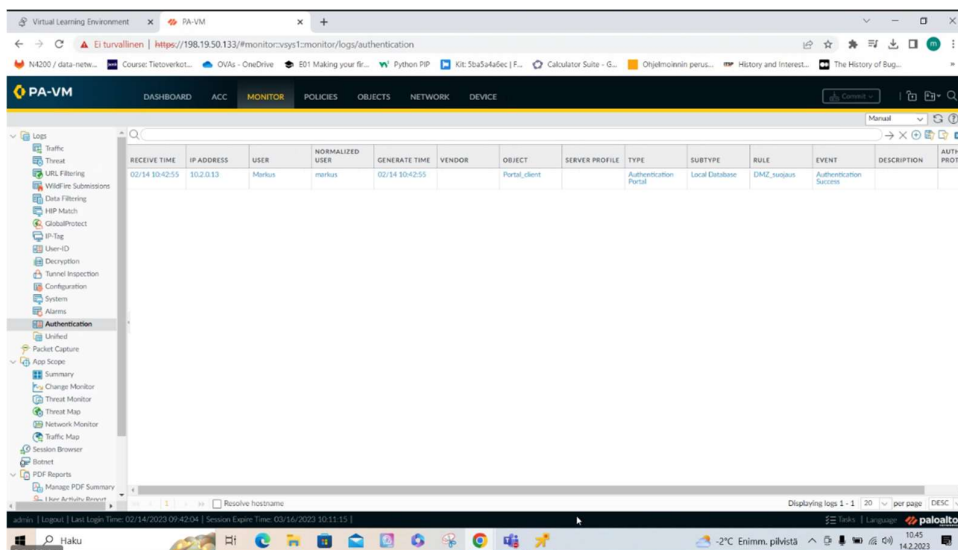 Virtual Learning Environment
PA-VM
Ei turvallinen | https://198.19.50.133/#monitor::vsys1::monitor/logs/authentication
N4200 / data-netw...
Course: Tietoverkot...
OVAs - OneDrive
E01 Making your fir...
Python PIP
Kit: 5ba5a4a6ec | F...
Calculator Suite - G...
Ohjelmoinnin perus...
History and Interest...
The History of Bug...
PA-VM
DASHBOARD ACC MONITOR POLICIES OBJECTS NETWORK DEVICE
Commit
Manual
Logs
Traffic
Threat
URL Filtering
WildFire Submissions
Data Filtering
HIP Match
GlobalProtect
IP-Tag
User-ID
Decryption
Tunnel Inspection
Configuration
System
Alarms
Authentication
Unified
Packet Capture
App Scope
Summary
Change Monitor
Threat Monitor
Threat Map
Network Monitor
Traffic Map
Session Browser
Botnet
PDF Reports
Manage PDF Summary
User Activity Report
RECEIVE TIME IP ADDRESS USER NORMALIZED USER GENERATE TIME VENDOR OBJECT SERVER PROFILE TYPE SUBTYPE RULE EVENT DESCRIPTION AUTH PROT
02/14 10:42:55 10.2.0.13 Markus markus 02/14 10:42:55 Portal_client Authentication Portal Local Database DMZ_suojaus Authentication Success
1 Resolve hostname Displaying logs 1 - 1 20 per page DESC
admin | Logout | Last Login Time: 02/14/2023 09:42:04 | Session Expire Time: 03/16/2023 10:11:15 | Tasks | Language paloalto
Haku
-2°C Enimm. pilvistä
10.45
14.2.2023